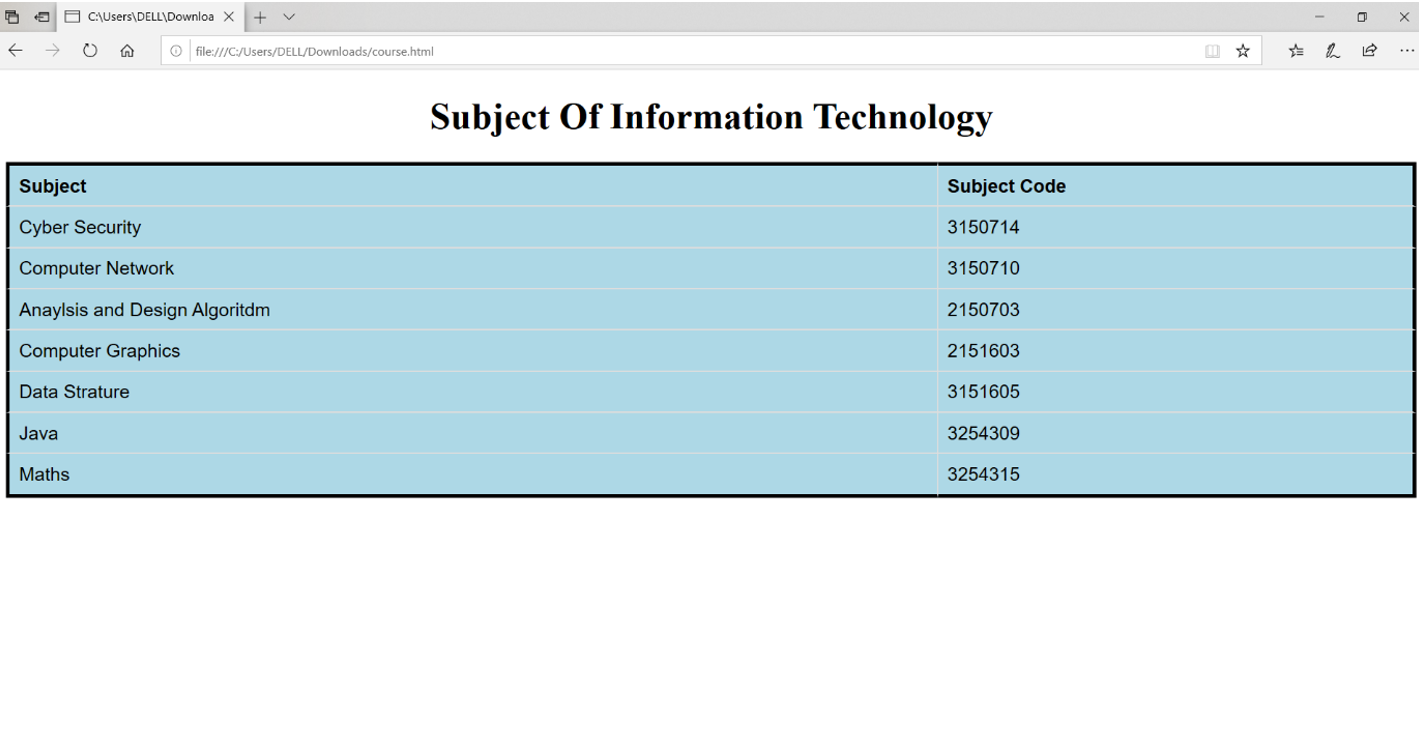 C:\Users\DELL\Downloa
file:///C:/Users/DELL/Downloads/course.html
Subject Of Information Technology
Subject Subject Code
Cyber Security 3150714
Computer Network 3150710
Anaylsis and Design Algoritdm 2150703
Computer Graphics 2151603
Data Strature 3151605
Java 3254309
Maths 3254315